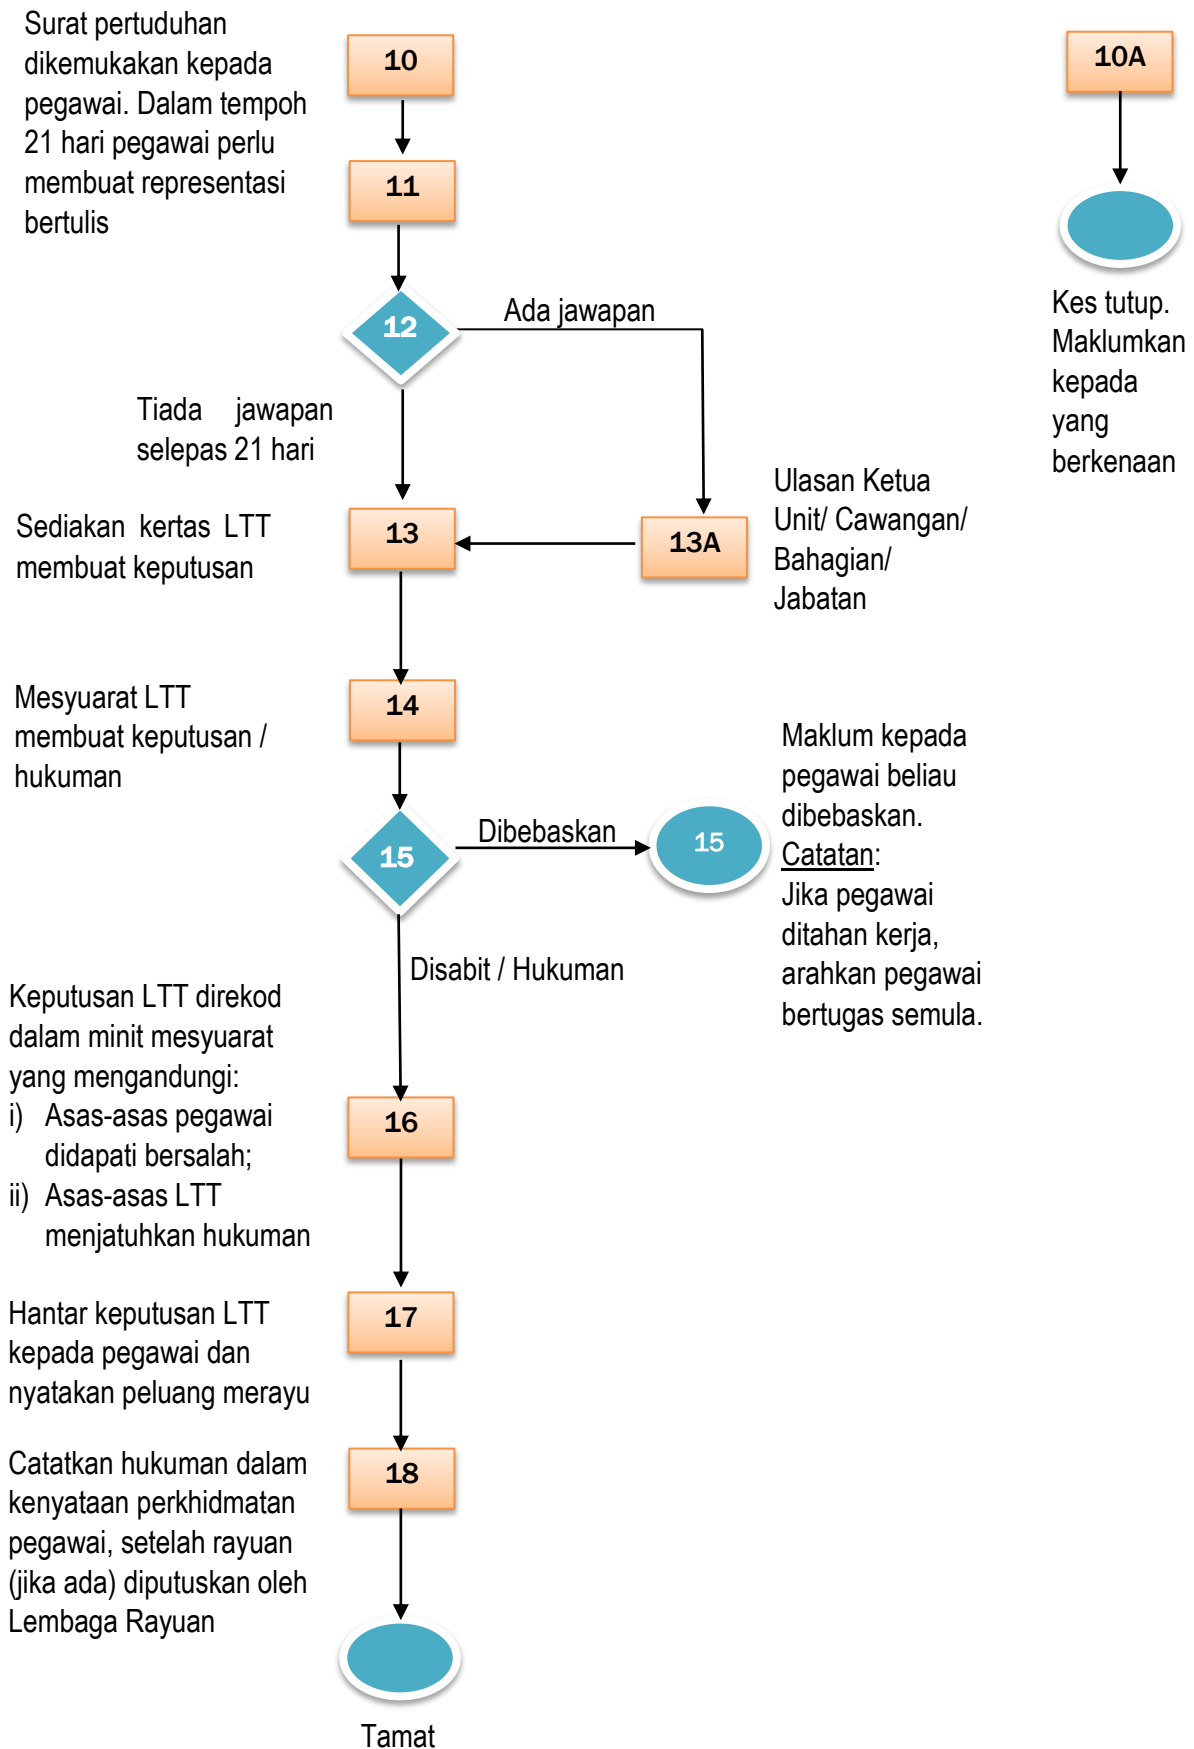 Surat pertuduhan
dikemukakan kepada
pegawai. Dalam tempoh
21 hari pegawai perlu
membuat representasi
bertulis
10
11
10A
Kes tutup.
Maklumkan
kepada
yang
berkenaan
12
Ada jawapan
Tiada jawapan
selepas 21 hari
Sediakan kertas LTT
membuat keputusan
13
13A
Ulasan Ketua
Unit/ Cawangan/
Bahagian/
Jabatan
Mesyuarat LTT
membuat keputusan /
hukuman
14
15
Dibebaskan
15
Maklum kepada
pegawai beliau
dibebaskan.
Catatan:
Jika pegawai
ditahan kerja,
arahkan pegawai
bertugas semula.
Disabit / Hukuman
Keputusan LTT direkod
dalam minit mesyuarat
yang mengandungi:
i) Asas-asas pegawai
didapati bersalah;
ii) Asas-asas LTT
menjatuhkan hukuman
16
Hantar keputusan LTT
kepada pegawai dan
nyatakan peluang merayu
17
Catatkan hukuman dalam
kenyataan perkhidmatan
pegawai, setelah rayuan
(jika ada) diputuskan oleh
Lembaga Rayuan
18
Tamat